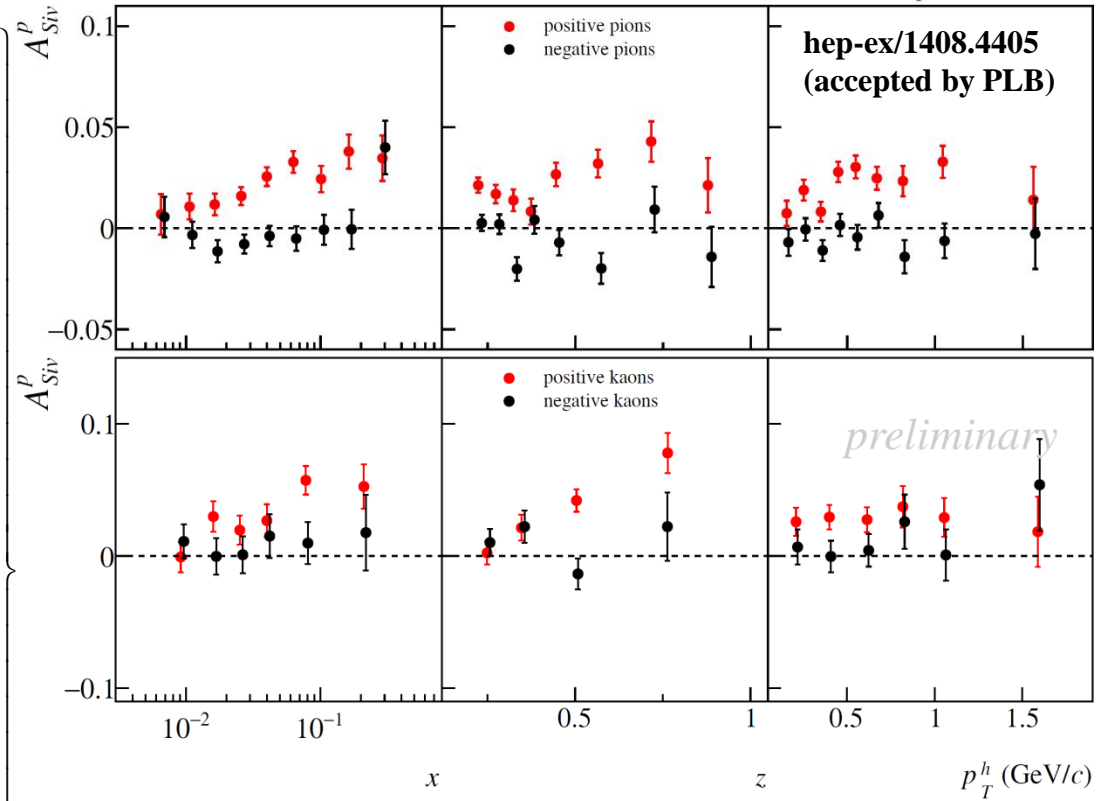 A^p_Siv
0.1
0.05
0
−0.05
positive pions
negative pions
hep-ex/1408.4405
(accepted by PLB)
A^p_Siv
0.1
0
−0.1
positive kaons
negative kaons
preliminary
10^−2 10^−1
0.5 1
0.5 1 1.5
x
z
p^h_T (GeV/c)